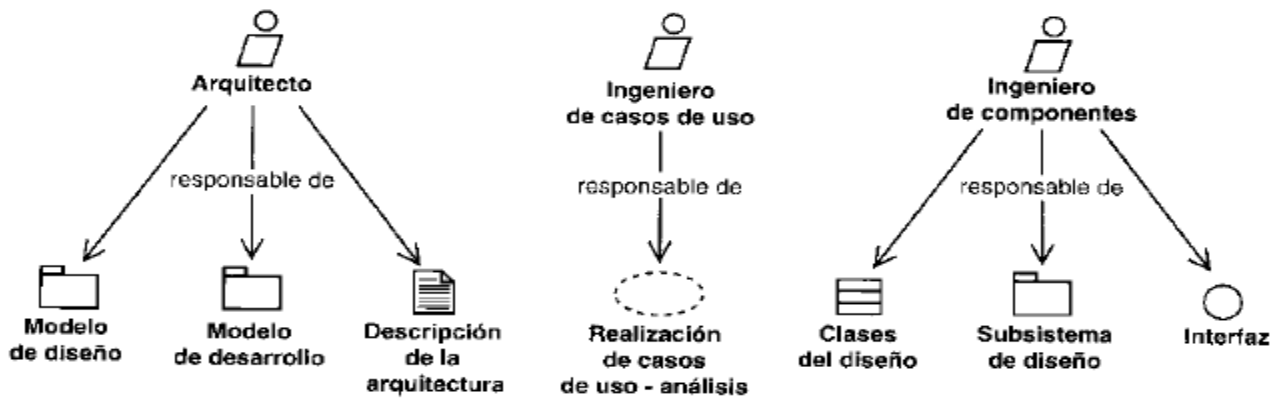 Arquitecto
Ingeniero
de casos de uso
Ingeniero
de componentes
responsable de
responsable de
responsable de
Modelo
de diseño
Modelo
de desarrollo
Descripción
de la
arquitectura
Realización
de casos
de uso - análisis
Clases
del diseño
Subsistema
de diseño
Interfaz